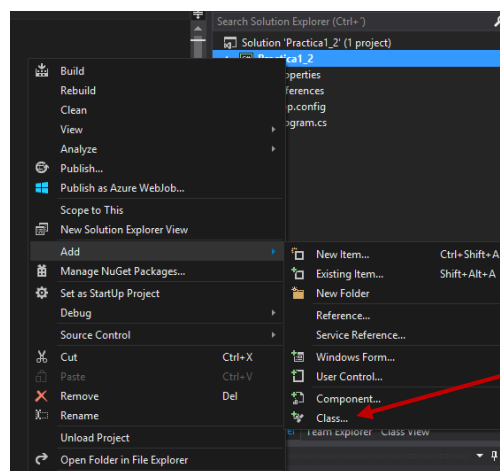 Search Solution Explorer (Ctrl+´)
Solution 'Practica1_2' (1 project)
Practica1_2
operties
ferences
p.config
ogram.cs
Build
Rebuild
Clean
View
Analyze
Publish...
Publish as Azure WebJob...
Scope to This
New Solution Explorer View
Add
Manage NuGet Packages...
Set as StartUp Project
Debug
Source Control
Cut Ctrl+X
Paste Ctrl+V
Remove Del
Rename
Unload Project
Open Folder in File Explorer
New Item... Ctrl+Shift+A
Existing Item... Shift+Alt+A
New Folder
Reference...
Service Reference...
Windows Form...
User Control...
Component...
Class...
Team Explorer Class View